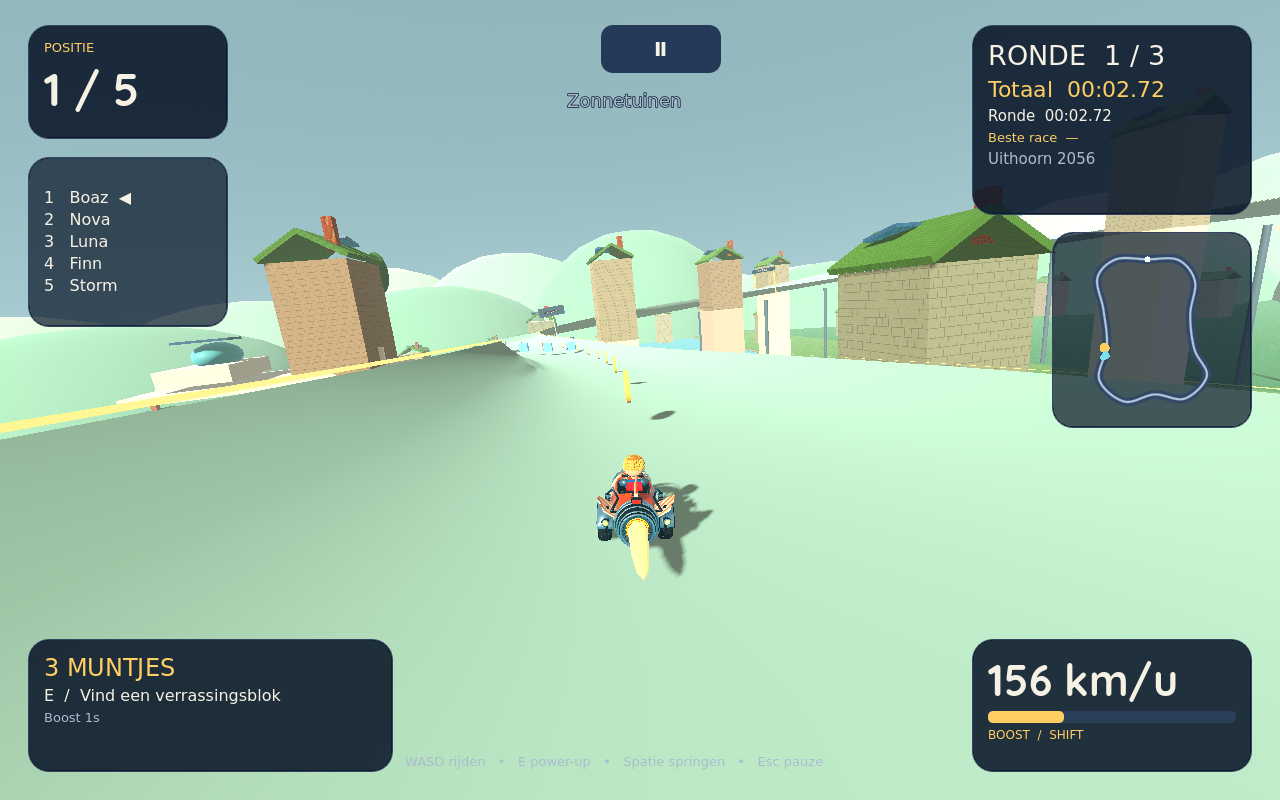 POSITIE
1 / 5
1 Boaz ◀
2 Nova
3 Luna
4 Finn
5 Storm
Zonnetuinen
RONDE 1 / 3
Totaal 00:02.72
Ronde 00:02.72
Beste race —
Uithoorn 2056
3 MUNTJES
E / Vind een verrassingsblok
Boost 1s
WASD rijden • E power-up • Spatie springen • Esc pauze
156 km/u
BOOST / SHIFT